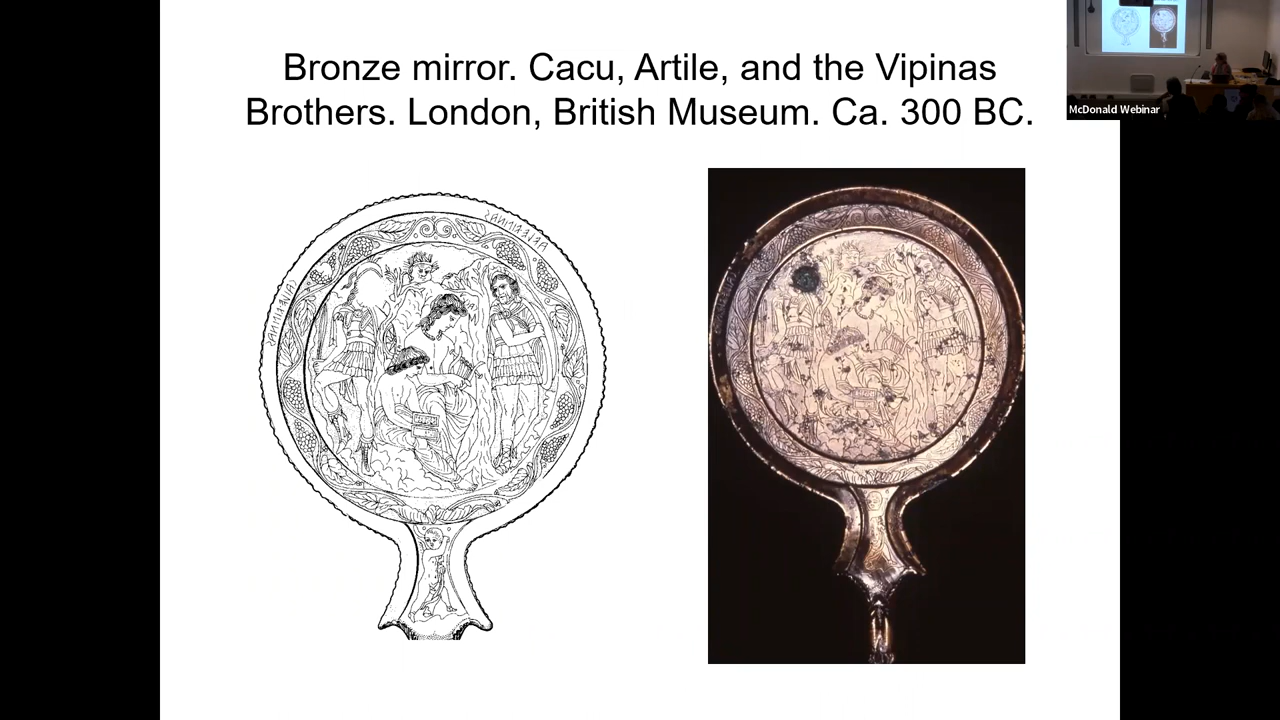 Bronze mirror. Cacu, Artile, and the Vipinas
Brothers. London, British Museum. Ca. 300 BC.
McDonald Webinar